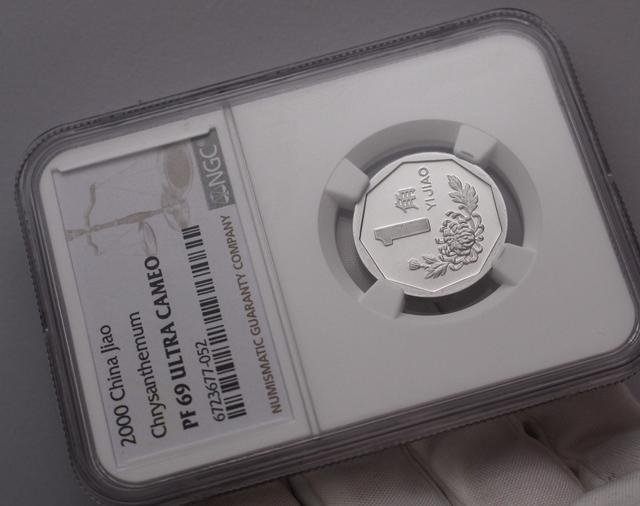 NGC
2000 China Jiao
Chrysanthemum
PF 69 ULTRA CAMEO
6723677-052
NUMISMATIC GUARANTY COMPANY
1
角
YI JIAO